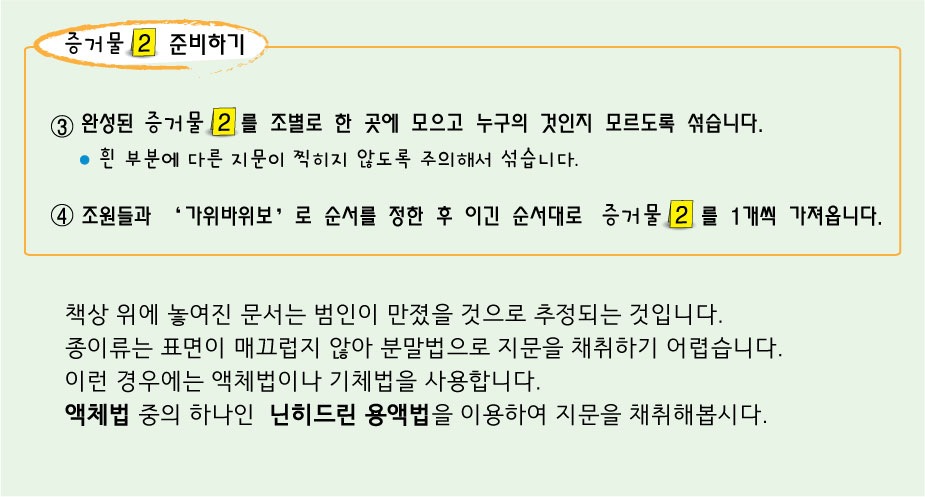 증거물 2 준비하기
③ 완성된 증거물 2 를 조별로 한 곳에 모으고 누구의 것인지 모르도록 섞습니다.
● 흰 부분에 다른 지문이 찍히지 않도록 주의해서 섞습니다.
④ 조원들과 '가위바위보' 로 순서를 정한 후 이긴 순서대로 증거물 2 를 1개씩 가져옵니다.
책상 위에 놓여진 문서는 범인이 만졌을 것으로 추정되는 것입니다.
종이류는 표면이 매끄럽지 않아 분말법으로 지문을 채취하기 어렵습니다.
이런 경우에는 액체법이나 기체법을 사용합니다.
액체법 중의 하나인 닌히드린 용액법을 이용하여 지문을 채취해봅시다.